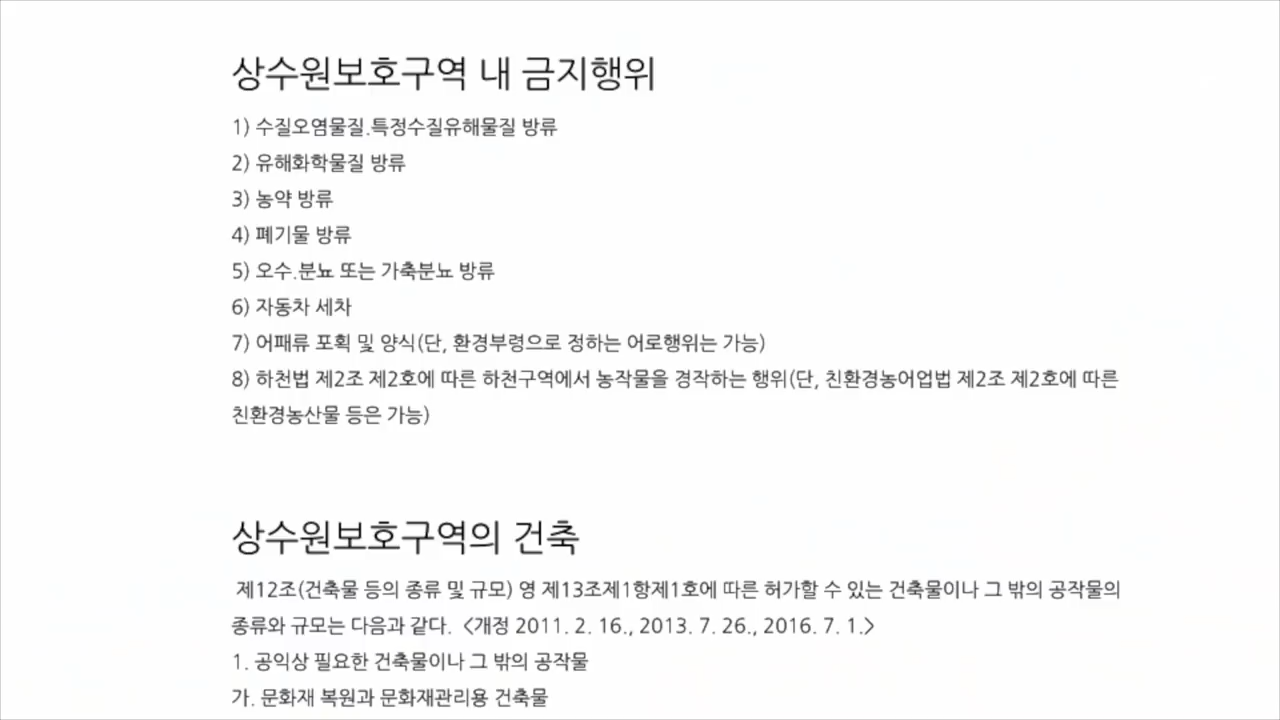 상수원보호구역 내 금지행위
1) 수질오염물질.특정수질유해물질 방류
2) 유해화학물질 방류
3) 농약 방류
4) 폐기물 방류
5) 오수.분뇨 또는 가축분뇨 방류
6) 자동차 세차
7) 어패류 포획 및 양식(단, 환경부령으로 정하는 어로행위는 가능)
8) 하천법 제2조 제2호에 따른 하천구역에서 농작물을 경작하는 행위(단, 친환경농어업법 제2조 제2호에 따른
친환경농산물 등은 가능)
상수원보호구역의 건축
제12조(건축물 등의 종류 및 규모) 영 제13조제1항제1호에 따른 허가할 수 있는 건축물이나 그 밖의 공작물의
종류와 규모는 다음과 같다. <개정 2011. 2. 16., 2013. 7. 26., 2016. 7. 1.>
1. 공익상 필요한 건축물이나 그 밖의 공작물
가. 문화재 복원과 문화재관리용 건축물